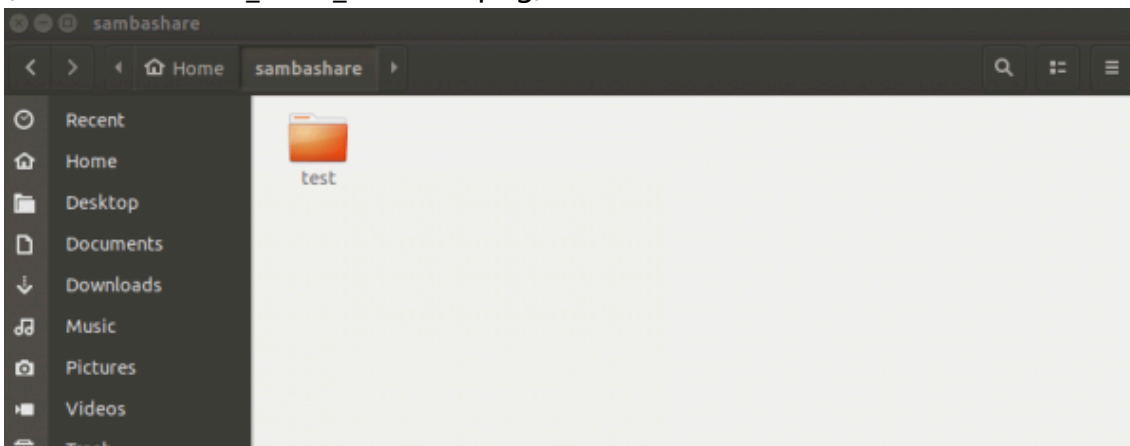 sambashare
Home
sambashare
Recent
Home
test
Desktop
Documents
Downloads
Music
Pictures
Videos